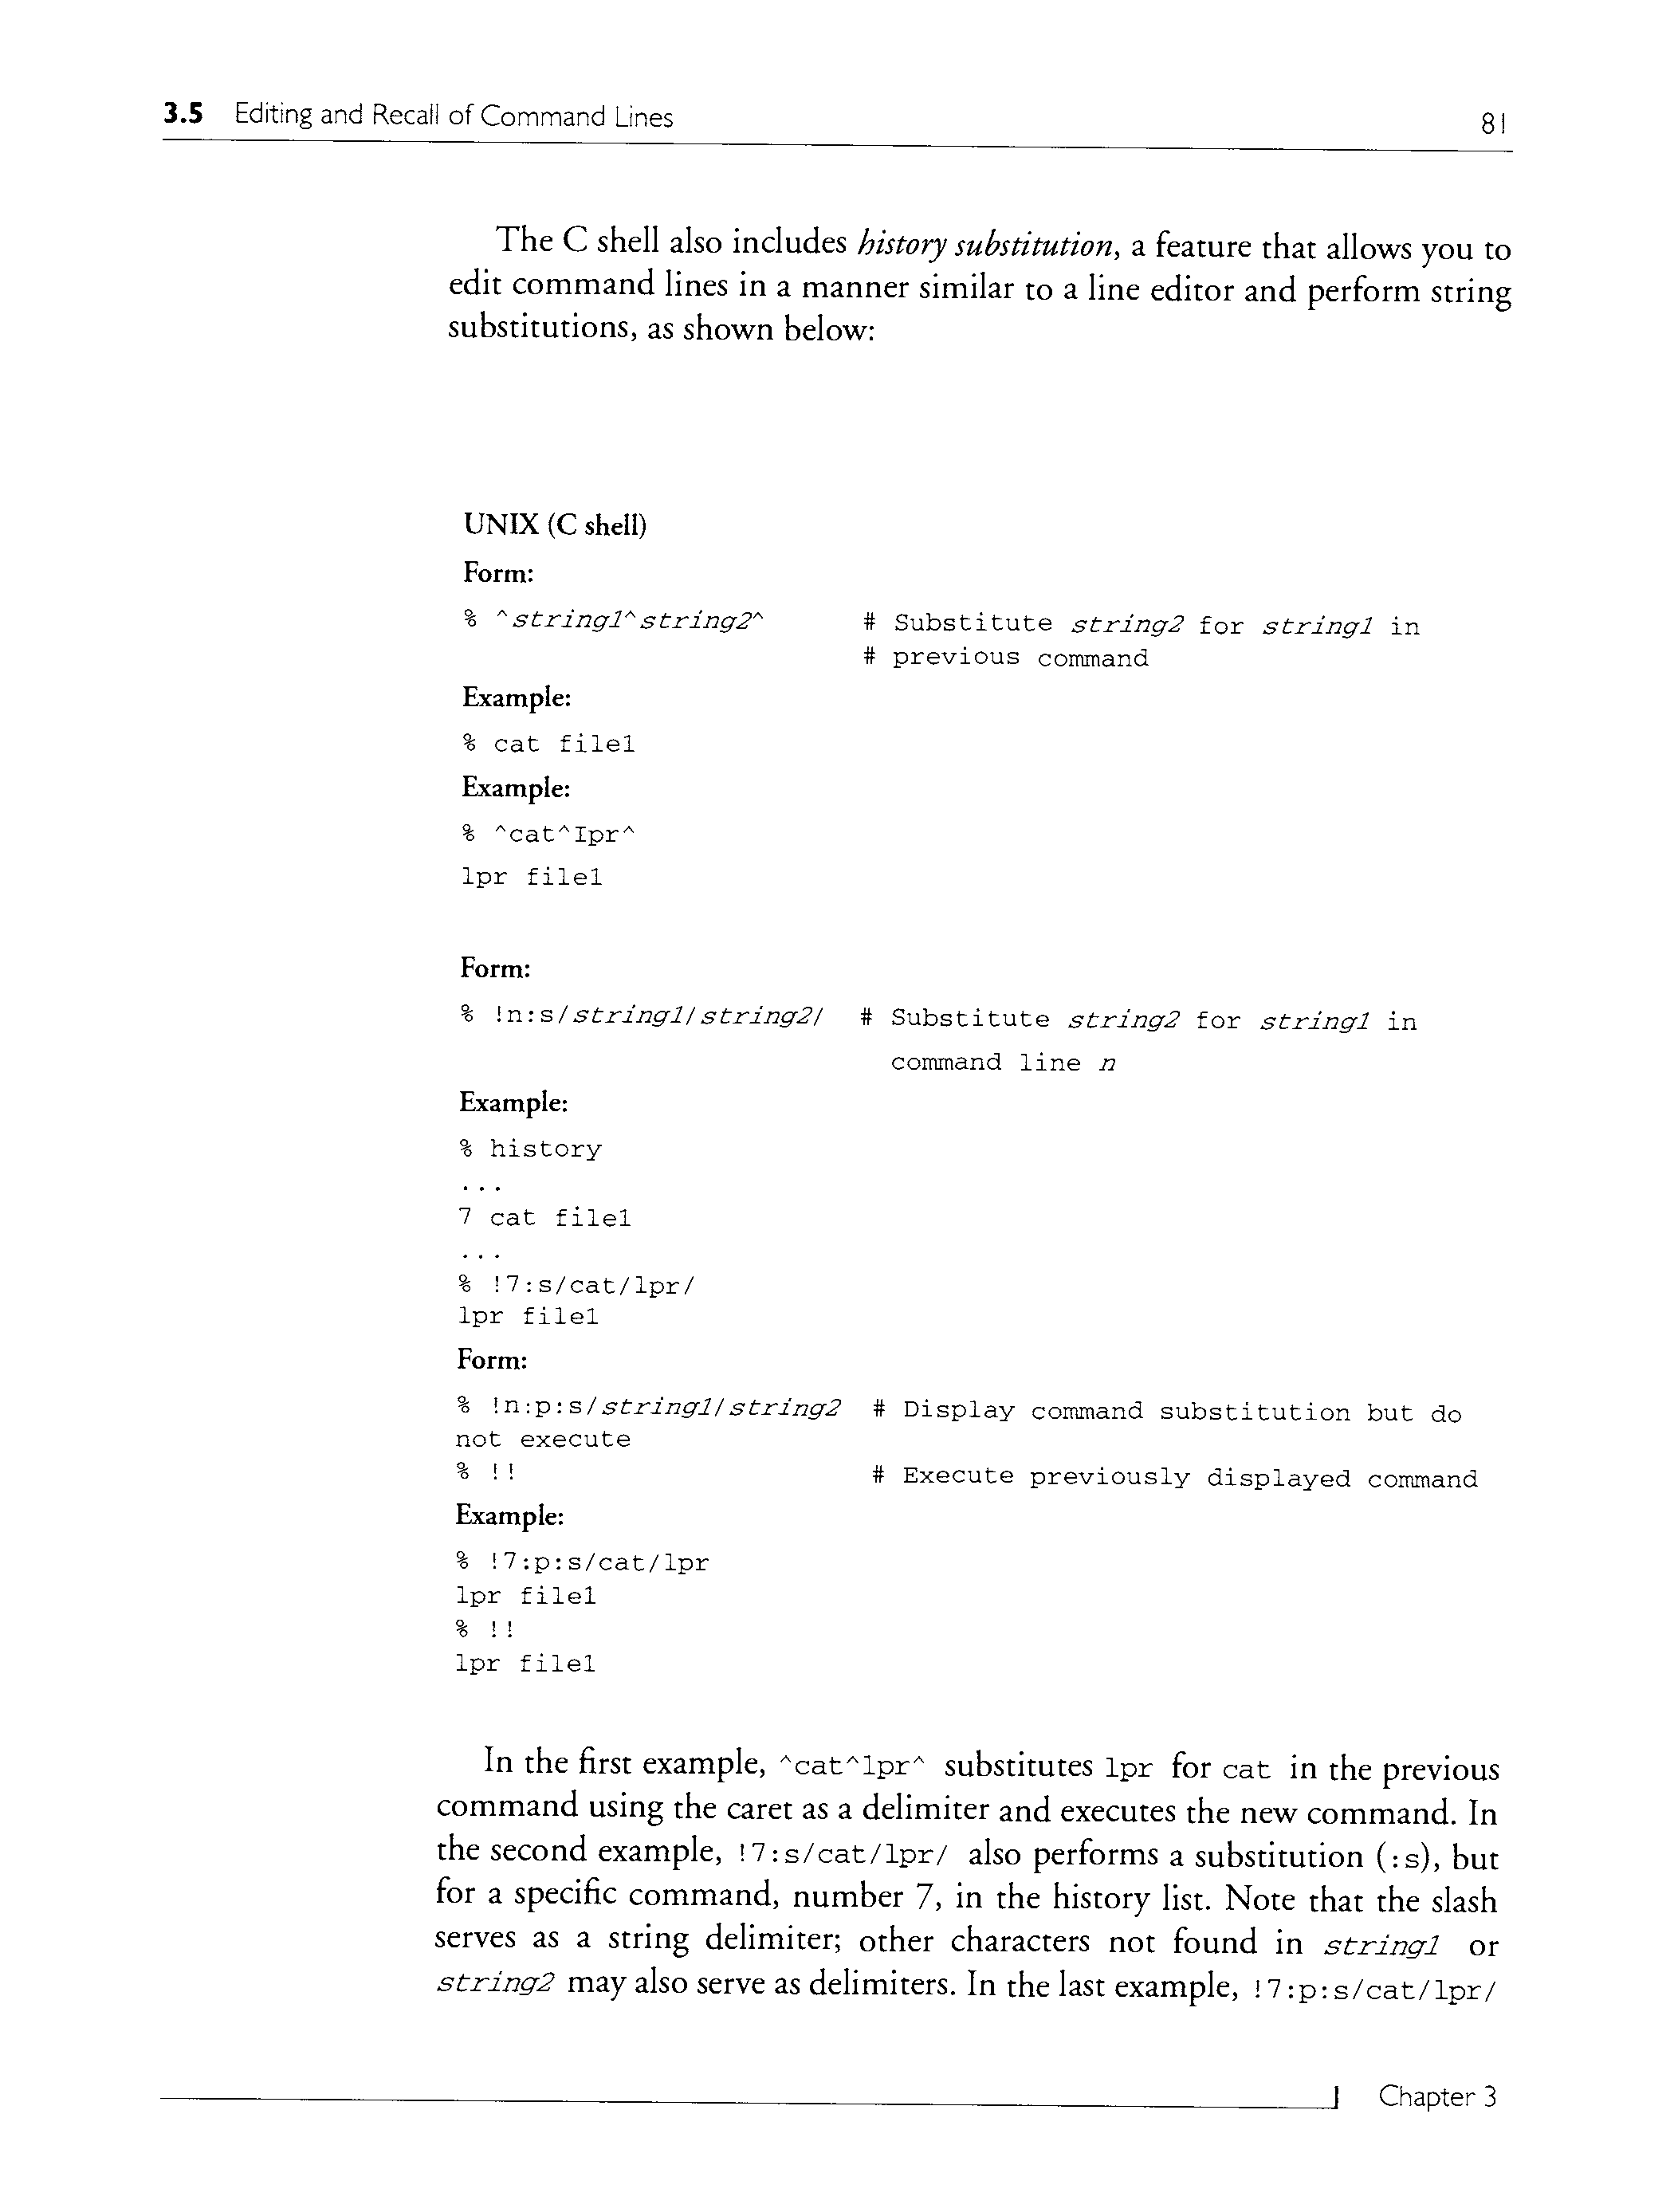 3.5 Editing and Recall of Command Lines 81
The C shell also includes history substitution, a feature that allows you to
edit command lines in a manner similar to a line editor and perform string
substitutions, as shown below:
UNIX (C shell)
Form:
% ^string1^string2^ # Substitute string2 for string1 in
# previous command
Example:
% cat file1
Example:
% ^cat^Ipr^
lpr file1
Form:
% !n:s/string1/string2/ # Substitute string2 for string1 in
command line n
Example:
% history
...
7 cat file1
...
% !7:s/cat/lpr/
lpr file1
Form:
% !n:p:s/string1/string2 # Display command substitution but do
not execute
% !! # Execute previously displayed command
Example:
% !7:p:s/cat/lpr
lpr file1
% !!
lpr file1
In the first example, ^cat^lpr^ substitutes lpr for cat in the previous
command using the caret as a delimiter and executes the new command. In
the second example, !7:s/cat/lpr/ also performs a substitution (:s), but
for a specific command, number 7, in the history list. Note that the slash
serves as a string delimiter; other characters not found in string1 or
string2 may also serve as delimiters. In the last example, !7:p:s/cat/lpr/
Chapter 3